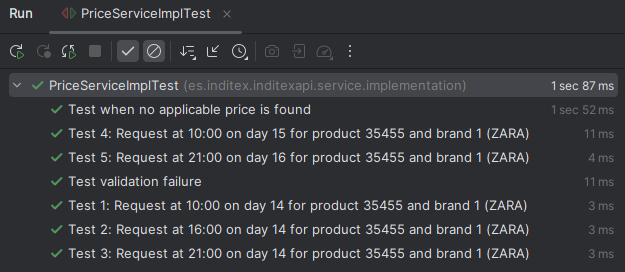 Run PriceServiceImplTest
PriceServiceImplTest (es.inditex.inditexapi.service.implementation) 1 sec 87 ms
Test when no applicable price is found 1 sec 52 ms
Test 4: Request at 10:00 on day 15 for product 35455 and brand 1 (ZARA) 11 ms
Test 5: Request at 21:00 on day 16 for product 35455 and brand 1 (ZARA) 4 ms
Test validation failure 11 ms
Test 1: Request at 10:00 on day 14 for product 35455 and brand 1 (ZARA) 3 ms
Test 2: Request at 16:00 on day 14 for product 35455 and brand 1 (ZARA) 3 ms
Test 3: Request at 21:00 on day 14 for product 35455 and brand 1 (ZARA) 3 ms